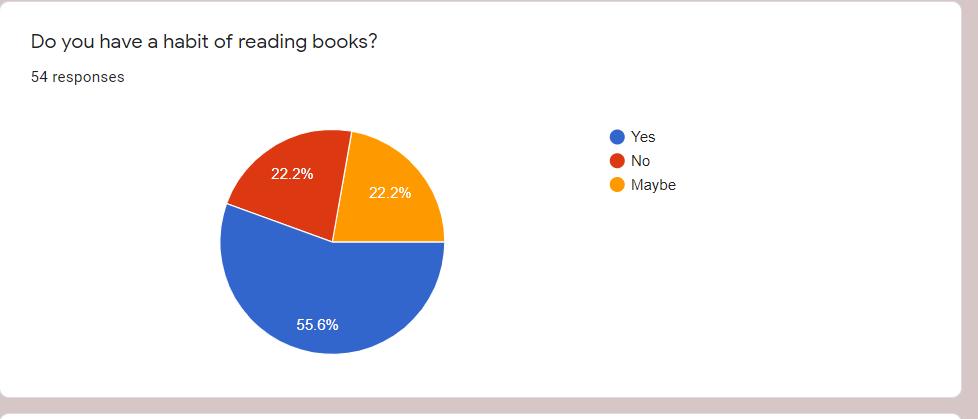 Do you have a habit of reading books?
54 responses
Yes
No
Maybe
22.2%
22.2%
55.6%